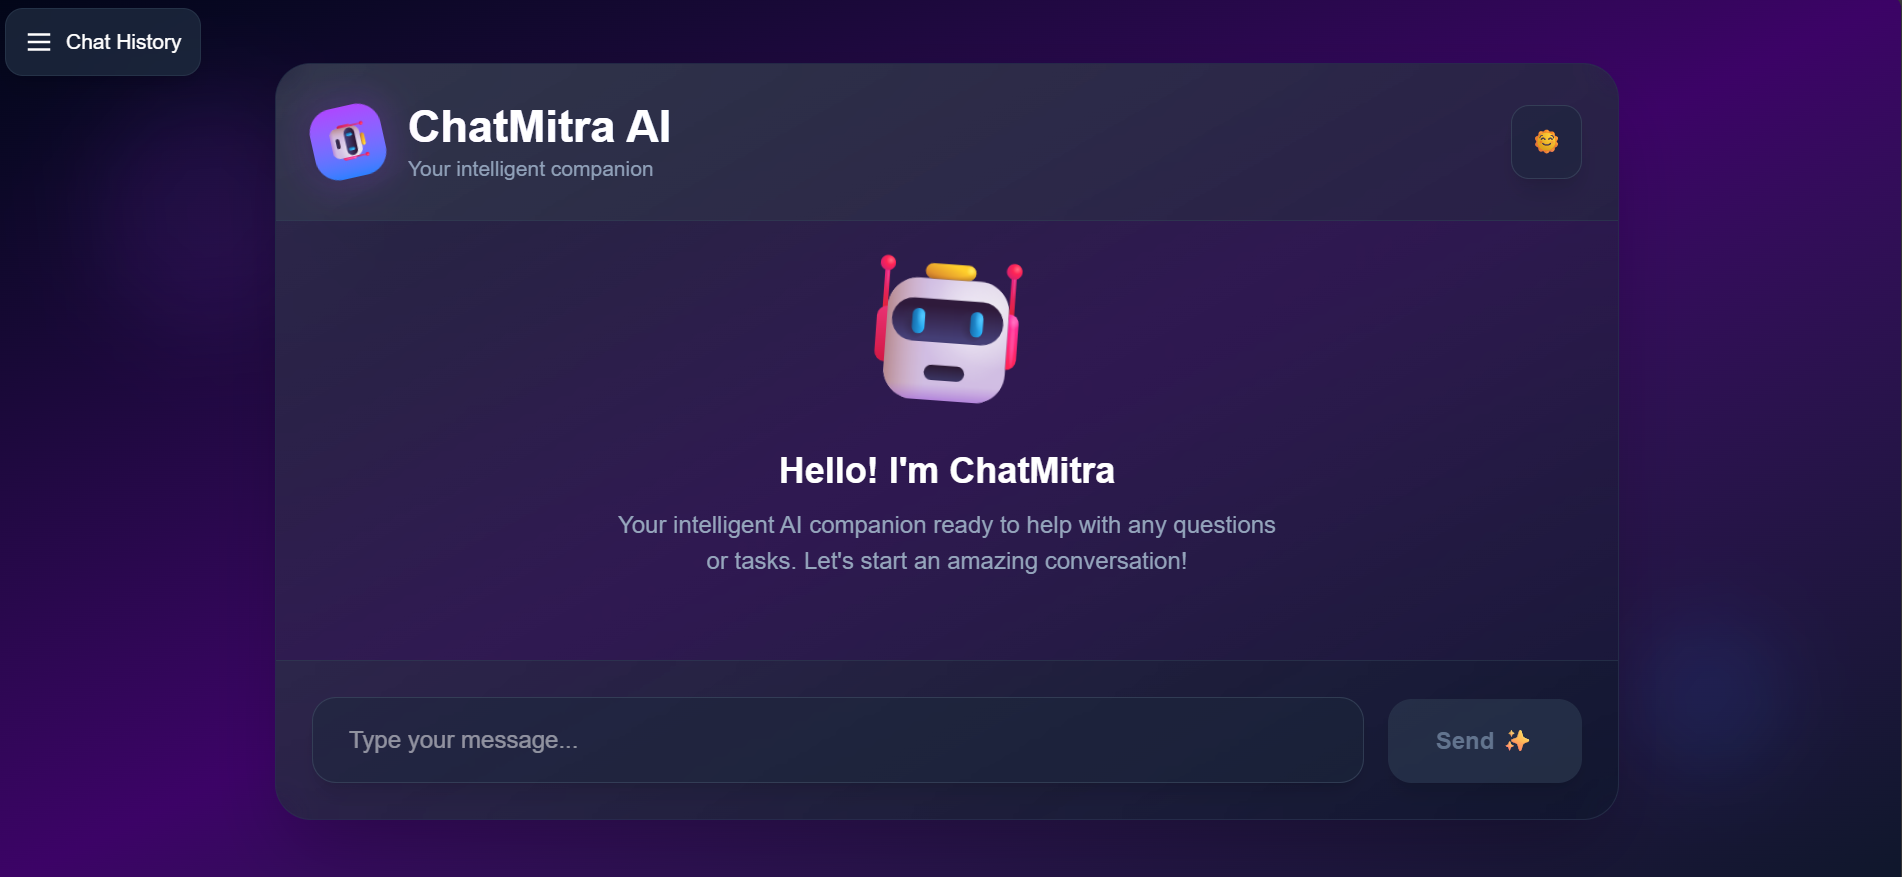 Chat History
ChatMitra AI
Your intelligent companion
Hello! I'm ChatMitra
Your intelligent AI companion ready to help with any questions
or tasks. Let's start an amazing conversation!
Type your message...
Send ✨